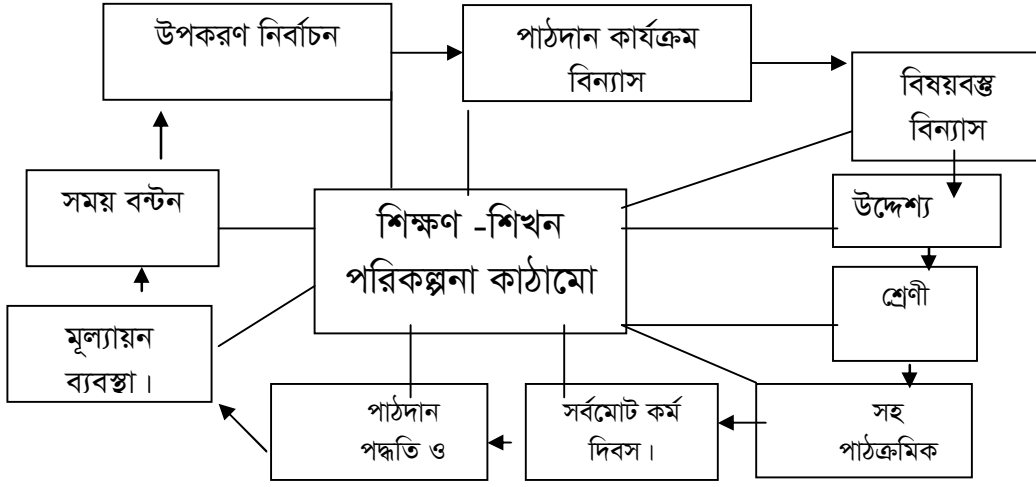 উপকরণ নির্বাচন
পাঠদান কার্যক্রম
বিন্যাস
বিষয়বস্তু
বিন্যাস
সময় বন্টন
শিক্ষণ -শিখন
পরিকল্পনা কাঠামো
উদ্দেশ্য
শ্রেণী
মূল্যায়ন
ব্যবস্থা।
পাঠদান
পদ্ধতি ও
সর্বমোট কর্ম
দিবস।
সহ
পাঠক্রমিক